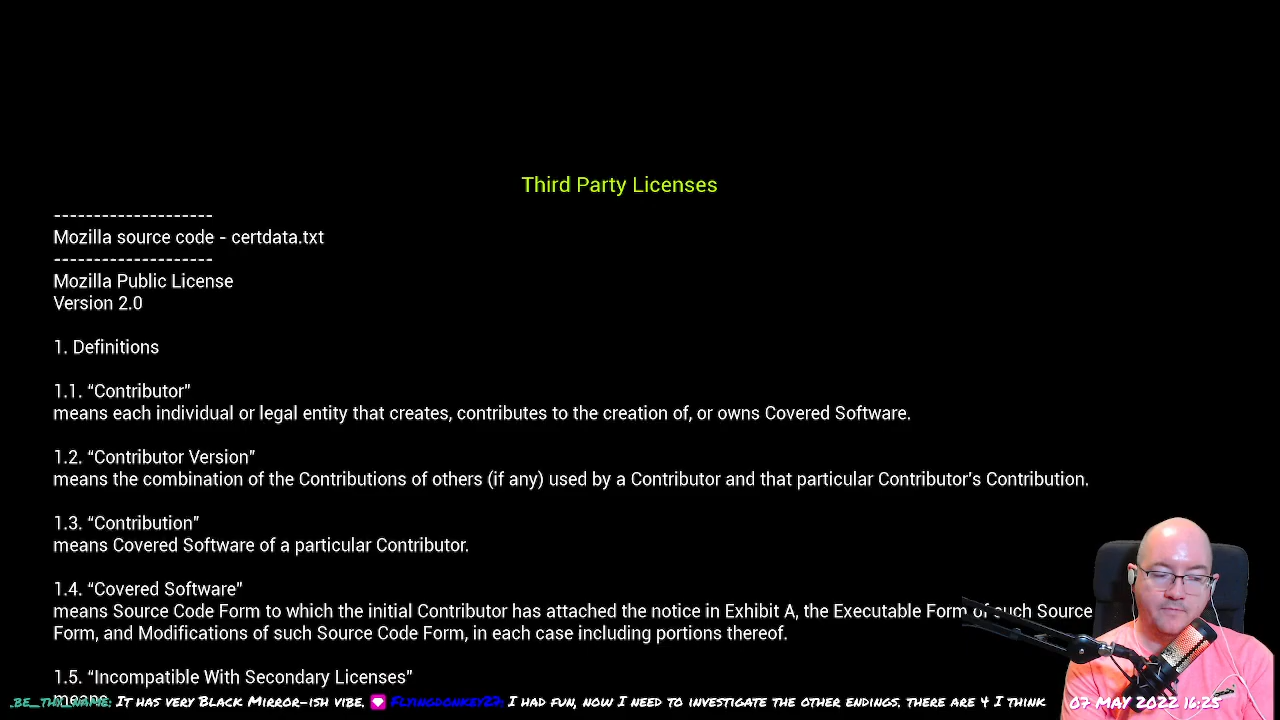 Third Party Licenses
--------------------
Mozilla source code - certdata.txt
--------------------
Mozilla Public License
Version 2.0
1. Definitions
1.1. “Contributor”
means each individual or legal entity that creates, contributes to the creation of, or owns Covered Software.
1.2. “Contributor Version”
means the combination of the Contributions of others (if any) used by a Contributor and that particular Contributor’s Contribution.
1.3. “Contribution”
means Covered Software of a particular Contributor.
1.4. “Covered Software”
means Source Code Form to which the initial Contributor has attached the notice in Exhibit A, the Executable Form of such Source
Form, and Modifications of such Source Code Form, in each case including portions thereof.
1.5. “Incompatible With Secondary Licenses”
means
It has very Black Mirror-ish vibe. Flyingdonkey27: I had fun, now I need to investigate the other endings. there are 4 I think 07 May 2022 16:25